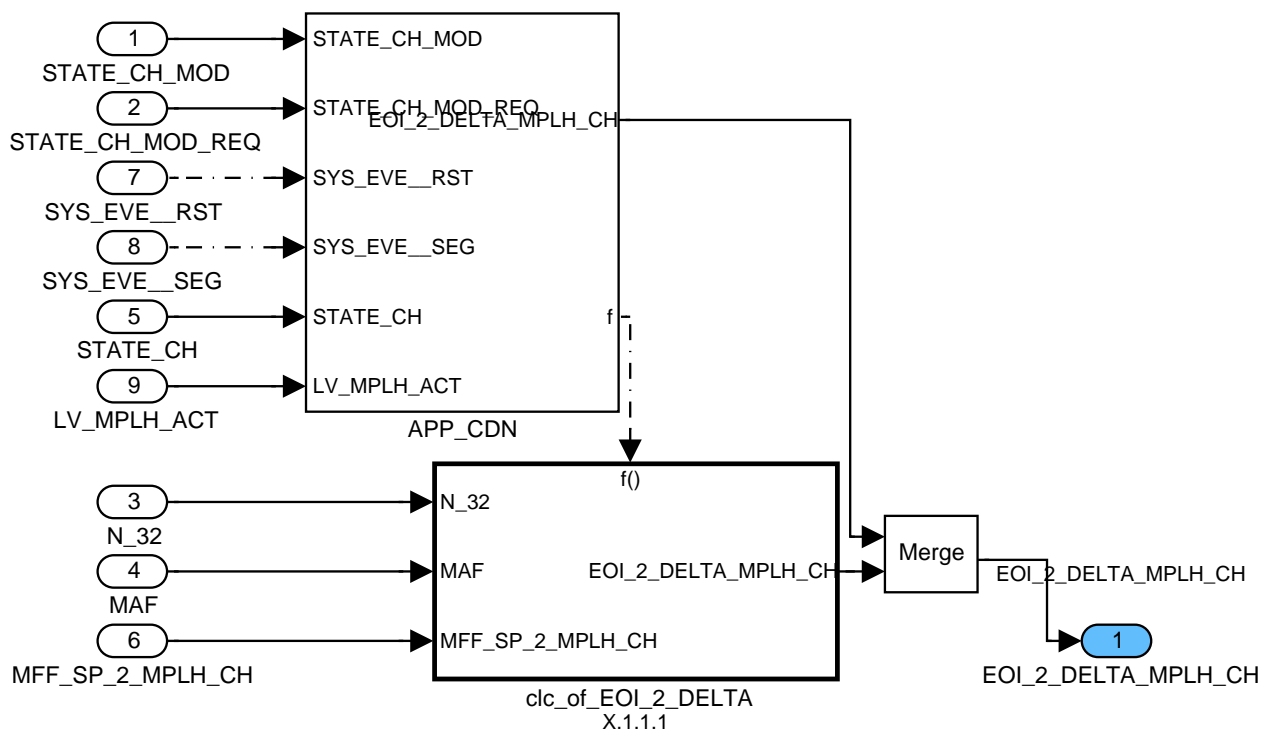 1
STATE_CH_MOD
2
STATE_CH_MOD_REQ
7
SYS_EVE__RST
8
SYS_EVE__SEG
5
STATE_CH
9
LV_MPLH_ACT
STATE_CH_MOD
STATE_CH_MOD_REQ
EOI_2_DELTA_MPLH_CH
SYS_EVE__RST
SYS_EVE__SEG
STATE_CH
f
LV_MPLH_ACT
APP_CDN
3
N_32
4
MAF
6
MFF_SP_2_MPLH_CH
f()
N_32
MAF
EOI_2_DELTA_MPLH_CH
MFF_SP_2_MPLH_CH
clc_of_EOI_2_DELTA
X.1.1.1
Merge
EOI_2_DELTA_MPLH_CH
1
EOI_2_DELTA_MPLH_CH